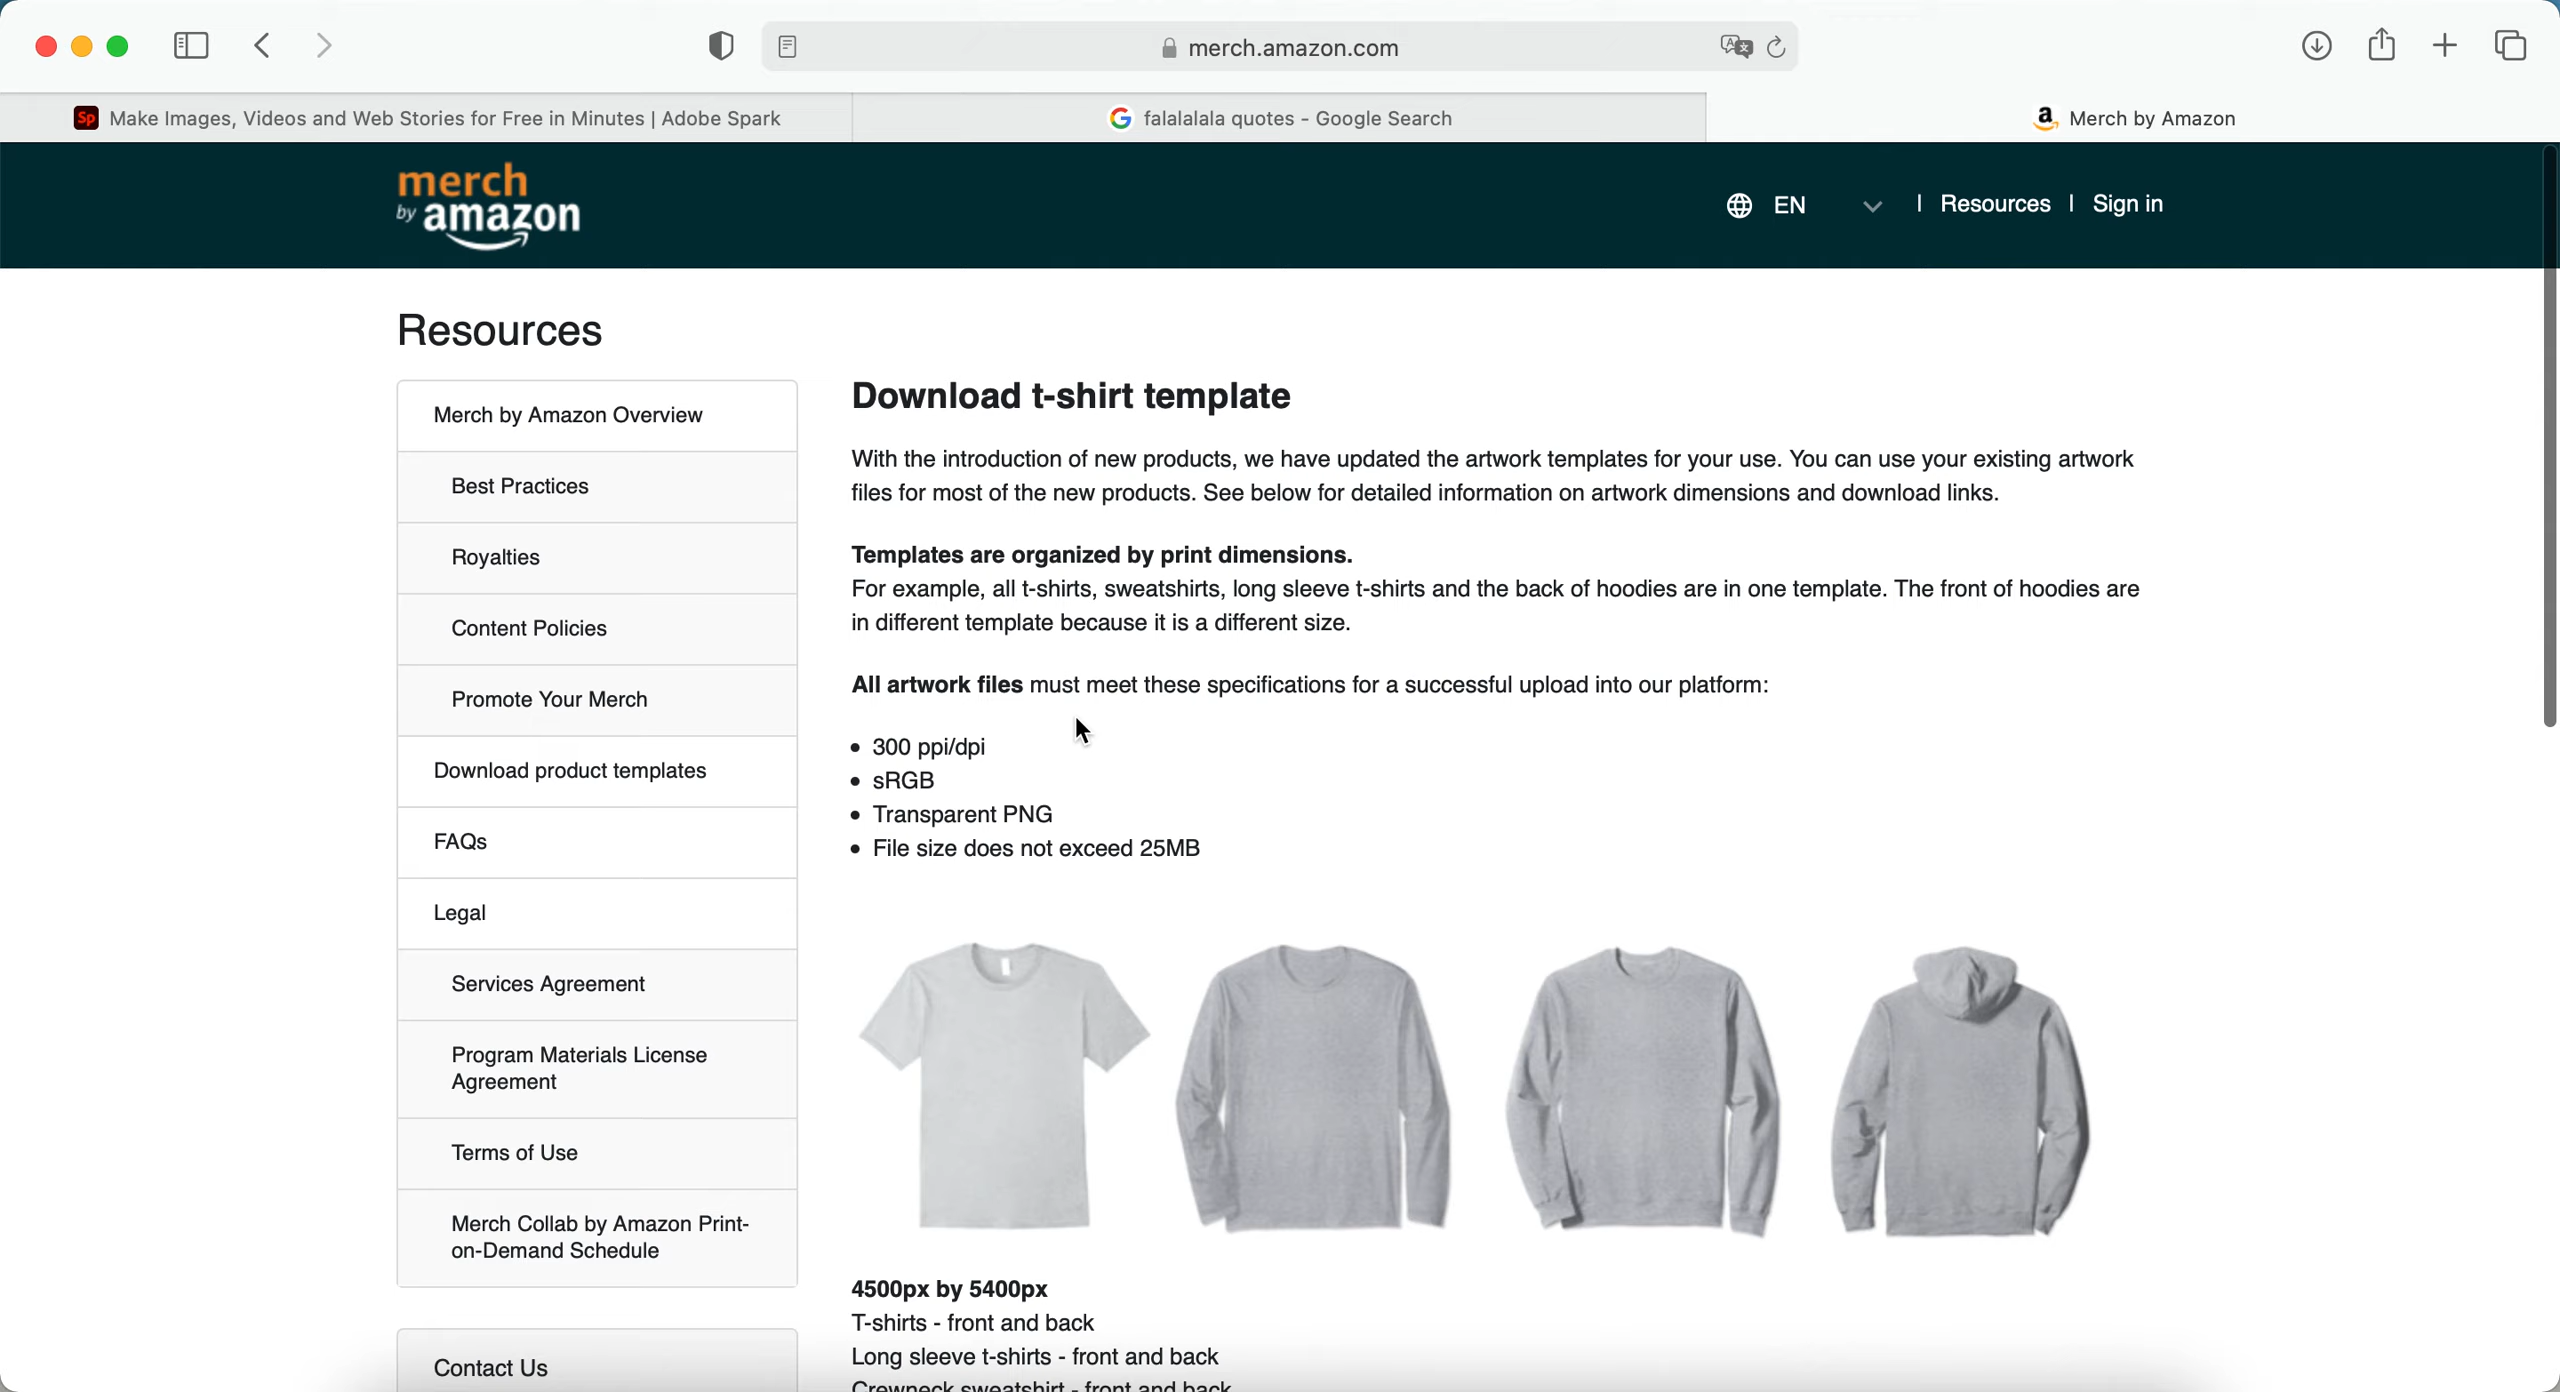 merch.amazon.com
Sp Make Images, Videos and Web Stories for Free in Minutes | Adobe Spark
falalalala quotes - Google Search
Merch by Amazon
merch
by amazon
EN
Resources
Sign in
Resources
Merch by Amazon Overview
Best Practices
Royalties
Content Policies
Promote Your Merch
Download product templates
FAQs
Legal
Services Agreement
Program Materials License
Agreement
Terms of Use
Merch Collab by Amazon Print-
on-Demand Schedule
Contact Us
Download t-shirt template
With the introduction of new products, we have updated the artwork templates for your use. You can use your existing artwork
files for most of the new products. See below for detailed information on artwork dimensions and download links.
Templates are organized by print dimensions.
For example, all t-shirts, sweatshirts, long sleeve t-shirts and the back of hoodies are in one template. The front of hoodies are
in different template because it is a different size.
All artwork files must meet these specifications for a successful upload into our platform:
• 300 ppi/dpi
• sRGB
• Transparent PNG
• File size does not exceed 25MB
4500px by 5400px
T-shirts - front and back
Long sleeve t-shirts - front and back
Crewneck sweatshirt - front and back